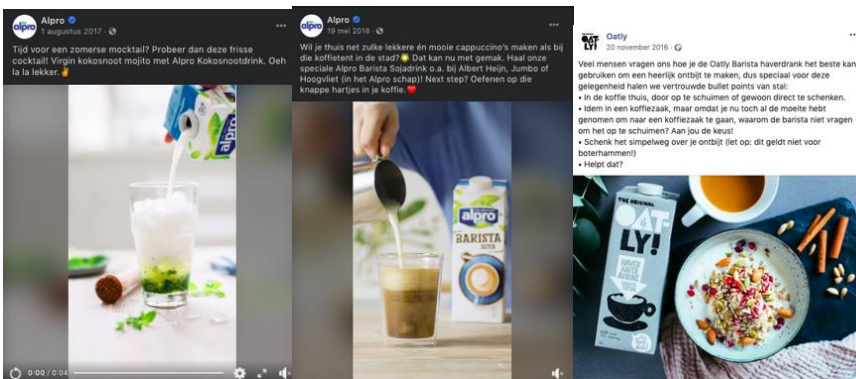 Alpro
1 augustus 2017
Tijd voor een zomerse mocktail? Probeer dan deze frisse
cocktail! Virgin kokosnoot mojito met Alpro Kokosnootdrink. Oeh
la la lekker.
alpro
0:00 / 0:04
Alpro
19 mei 2018
Wil je thuis net zulke lekkere én mooie cappuccino's maken als bij
die koffietent in de stad? Dat kan nu met gemak. Haal onze
speciale Alpro Barista Sojadrink o.a. bij Albert Heijn, Jumbo of
Hoogvliet (in het Alpro schap)! Next step? Oefenen op die
knappe hartjes in je koffie.
alpro
BARISTA
SOYA
OAT-
LY!
Oatly
20 november 2016
Veel mensen vragen ons hoe je de Oatly Barista haverdrank het beste kan
gebruiken om een heerlijk ontbijt te maken, dus speciaal voor deze
gelegenheid halen we vertrouwde bullet points van stal:
• In de koffie thuis, door op te schuimen of gewoon direct te schenken.
• Idem in een koffiezaak, maar omdat je nu toch al de moeite hebt
genomen om naar een koffiezaak te gaan, waarom de barista niet vragen
om het op te schuimen? Aan jou de keus!
• Schenk het simpelweg over je ontbijt (let op: dit geldt niet voor
boterhammen!)
• Helpt dat?
THE ORIGINAL
OAT-
LY!